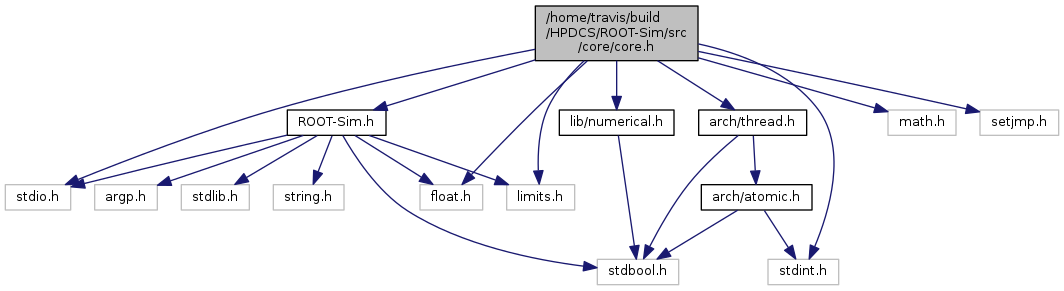 /home/travis/build
/HPDCS/ROOT-Sim/src
/core/core.h
ROOT-Sim.h
lib/numerical.h
arch/thread.h
math.h
setjmp.h
stdio.h
argp.h
stdlib.h
string.h
float.h
limits.h
arch/atomic.h
stdbool.h
stdint.h